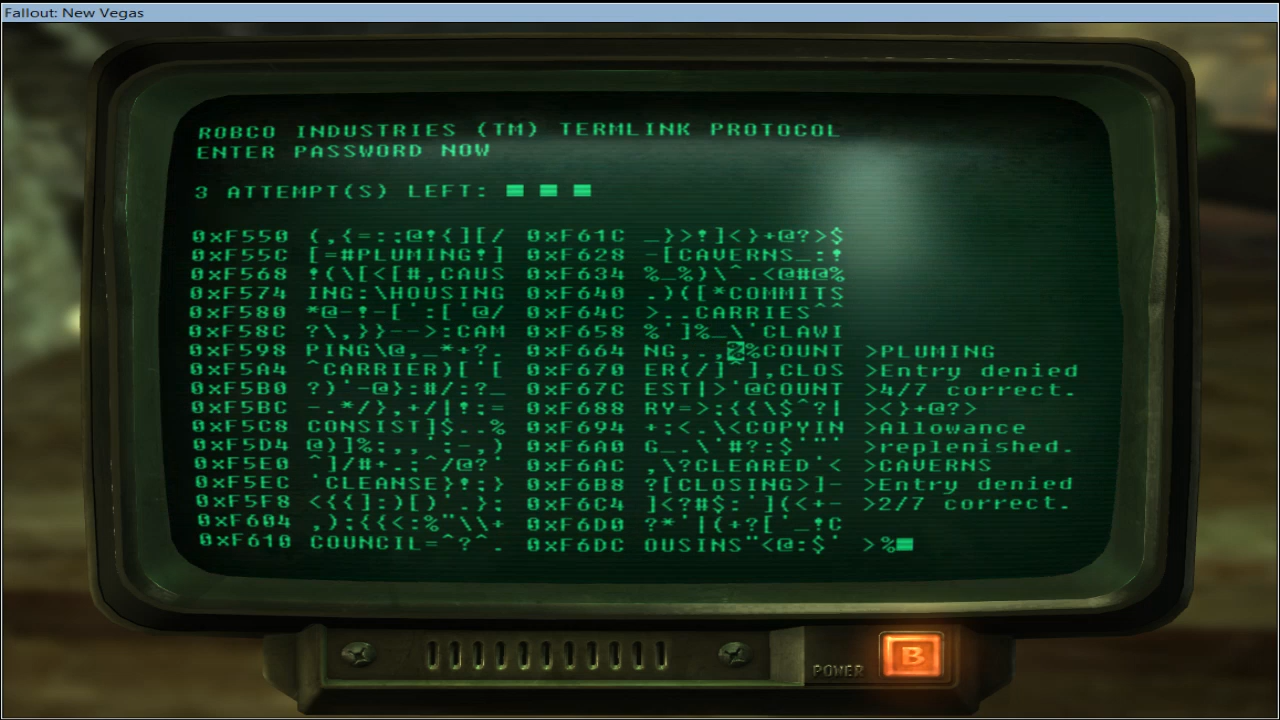 Fallout: New Vegas
ROBCO INDUSTRIES (TM) TERMLINK PROTOCOL
ENTER PASSWORD NOW
3 ATTEMPT(S) LEFT: ■ ■ ■
0xF550 (,{=:;@!{][/ 0xF61C _}>!]<}+@?>$
0xF55C [=#PLUMING!] 0xF628 -[CAVERNS_:!
0xF568 !(\[<[#,CAUS 0xF634 %_%)\^.<@#@%
0xF574 ING:\HOUSING 0xF640 .)([*COMMITS
0xF580 *@-!-[':['@/ 0xF64C >..CARRIES^^
0xF58C ?\,}}-->:CAM 0xF658 %']%_\'CLAWI
0xF598 PING\@,_*+?. 0xF664 NG,.,%%COUNT >PLUMING
0xF5A4 ^CARRIER)['[ 0xF670 ER(/]^],CLOS >Entry denied
0xF5B0 ?)'-@}:#/:?_ 0xF67C EST|>'@COUNT >4/7 correct.
0xF5BC -.*/},+/|!:= 0xF688 RY=>:{{\$^?| ><}+@?>
0xF5C8 CONSIST]$..% 0xF694 +;<.\<COPYIN >Allowance
0xF5D4 @)]%:,,';-,) 0xF6A0 G_.\'#?:$'"' >replenished.
0xF5E0 ^]/#+.;^/@?' 0xF6AC ,\?CLEARED'< >CAVERNS
0xF5EC 'CLEANSE}!;} 0xF6B8 ?[CLOSING>]- >Entry denied
0xF5F8 <{{]:)[)'.}; 0xF6C4 ]<?#$:'](<+- >2/7 correct.
0xF604 ,);{{<:%"\\+ 0xF6D0 ?*'|(+?['_!C
0xF610 COUNCIL=^?^. 0xF6DC OUSINS"<@:$' >%■
POWER
B